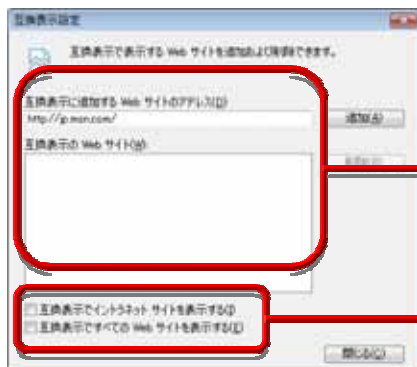 互換表示設定
互換表示で表示する Web サイトを追加および削除できます。
互換表示に追加する Web サイトのアドレス(D)
http://jp.msn.com/
追加(A)
互換表示の Web サイト(W)
互換表示でイントラネット サイトを表示する(I)
互換表示ですべての Web サイトを表示する(E)
閉じる(C)